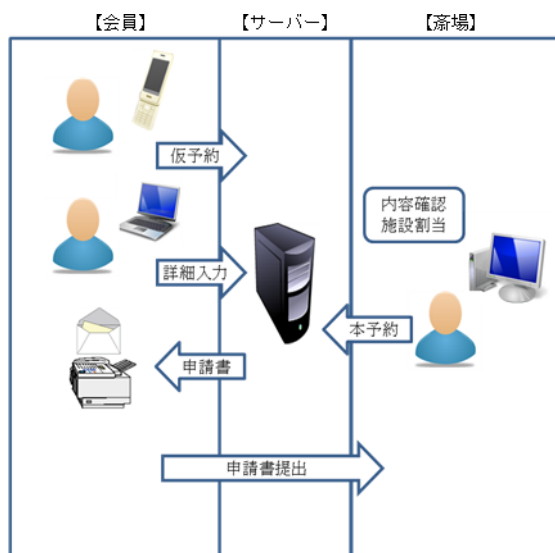 【会員】
【サーバー】
【斎場】
仮予約
内容確認
施設割当
詳細入力
本予約
申請書
申請書提出